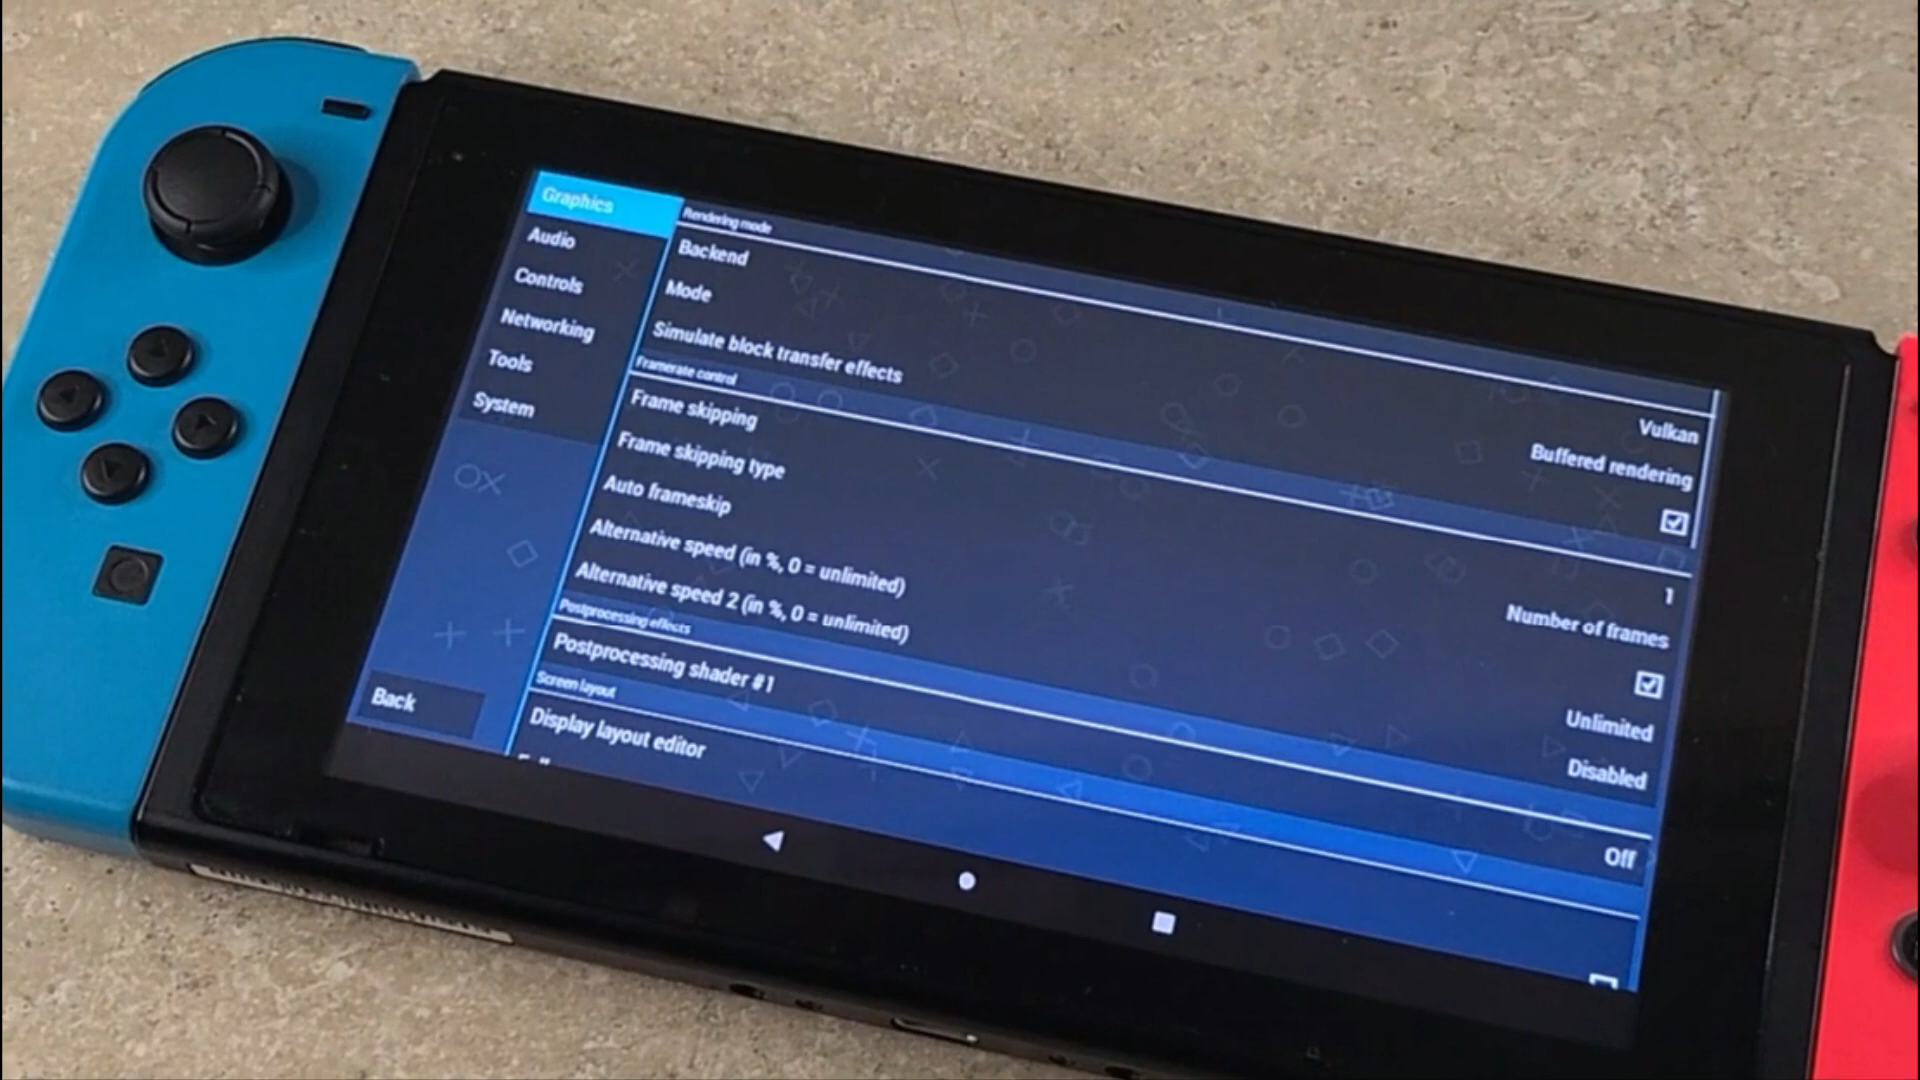 Graphics
Audio
Controls
Networking
Tools
System
Back
Rendering mode
Backend
Vulkan
Mode
Buffered rendering
Simulate block transfer effects
Framerate control
Frame skipping
1
Frame skipping type
Number of frames
Auto frameskip
Alternative speed (in %, 0 = unlimited)
Unlimited
Alternative speed 2 (in %, 0 = unlimited)
Disabled
Postprocessing effects
Postprocessing shader #1
Off
Screen layout
Display layout editor